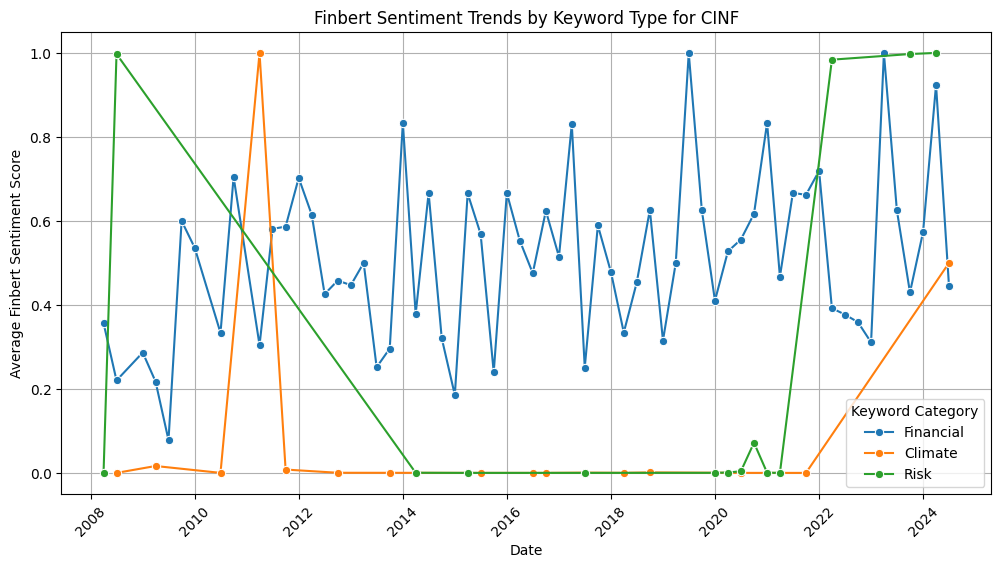 Finbert Sentiment Trends by Keyword Type for CINF
Average Finbert Sentiment Score
1.0
0.8
0.6
0.4
0.2
0.0
Keyword Category
Financial
Climate
Risk
2008
2010
2012
2014
2016
2018
2020
2022
2024
Date